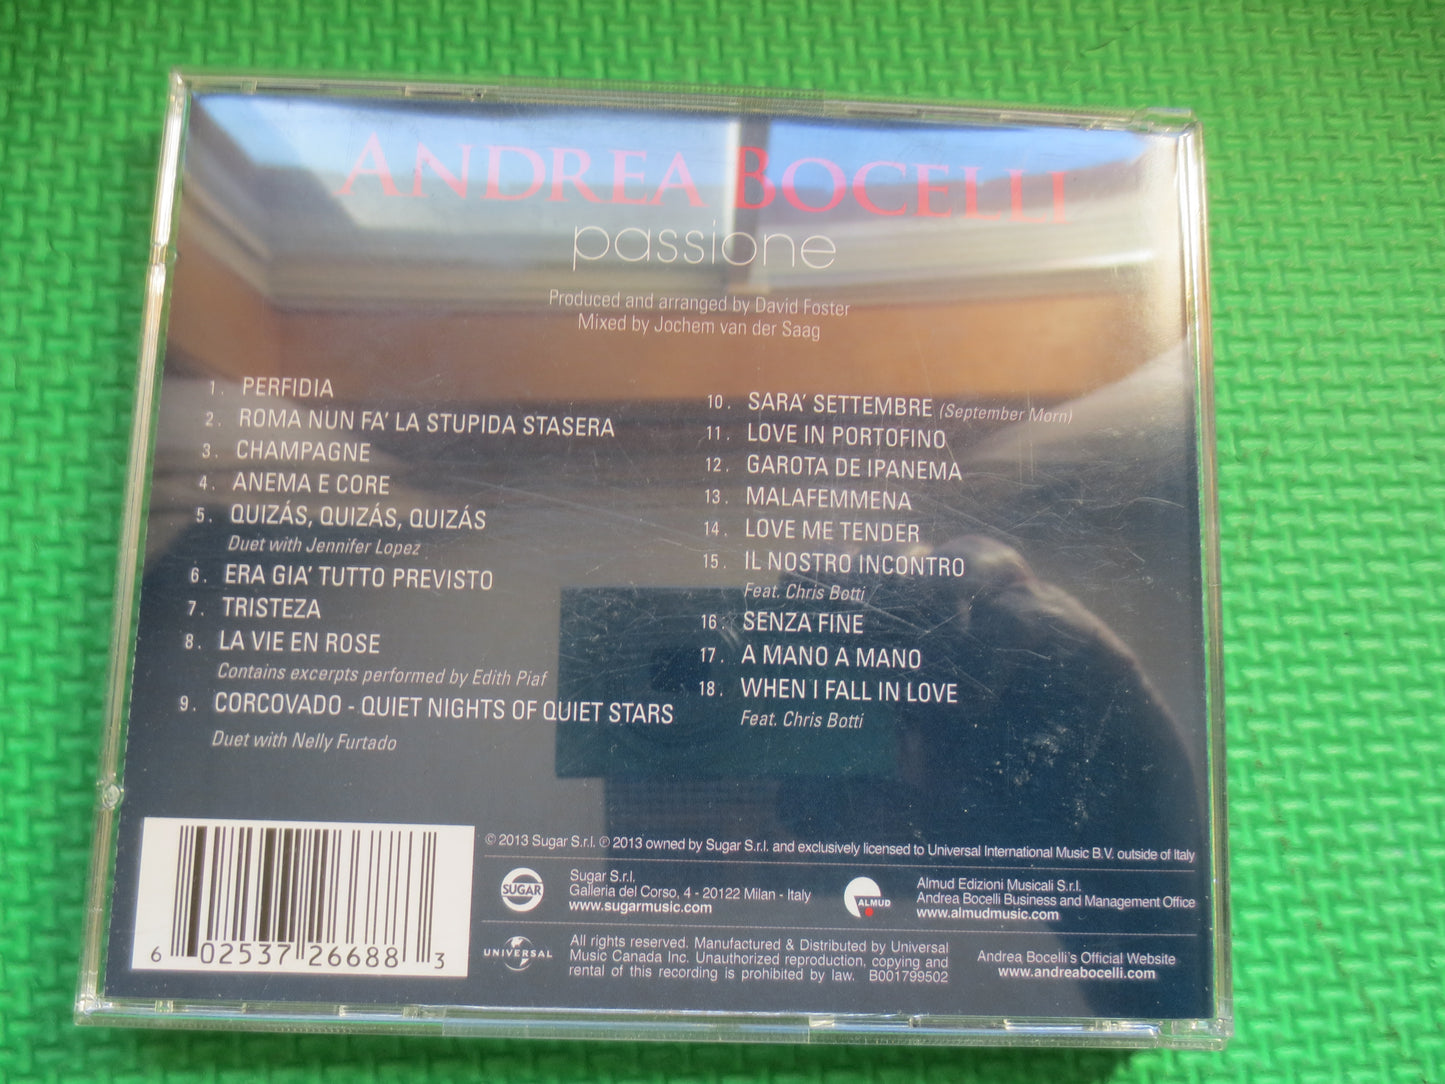 ANDREA BOCELLI
passione
Produced and arranged by David Foster
Mixed by Jochem van der Saag
1. PERFIDIA
2. ROMA NUN FA' LA STUPIDA STASERA
3. CHAMPAGNE
4. ANEMA E CORE
5. QUIZÁS, QUIZÁS, QUIZÁS
Duet with Jennifer Lopez
6. ERA GIA' TUTTO PREVISTO
7. TRISTEZA
8. LA VIE EN ROSE
Contains excerpts performed by Edith Piaf
9. CORCOVADO - QUIET NIGHTS OF QUIET STARS
Duet with Nelly Furtado
10. SARA' SETTEMBRE (September Morn)
11. LOVE IN PORTOFINO
12. GAROTA DE IPANEMA
13. MALAFEMMENA
14. LOVE ME TENDER
15. IL NOSTRO INCONTRO
Feat. Chris Botti
16. SENZA FINE
17. A MANO A MANO
18. WHEN I FALL IN LOVE
Feat. Chris Botti
6 02537 26688 3
© 2013 Sugar S.r.l. ℗ 2013 owned by Sugar S.r.l. and exclusively licensed to Universal International Music B.V. outside of Italy
SUGAR
Sugar S.r.l.
Galleria del Corso, 4 - 20122 Milan - Italy
www.sugarmusic.com
ALMUD
Almud Edizioni Musicali S.r.l.
Andrea Bocelli Business and Management Office
www.almudmusic.com
UNIVERSAL
All rights reserved. Manufactured & Distributed by Universal
Music Canada Inc. Unauthorized reproduction, copying and
rental of this recording is prohibited by law. B001799502
Andrea Bocelli's Official Website
www.andreabocelli.com